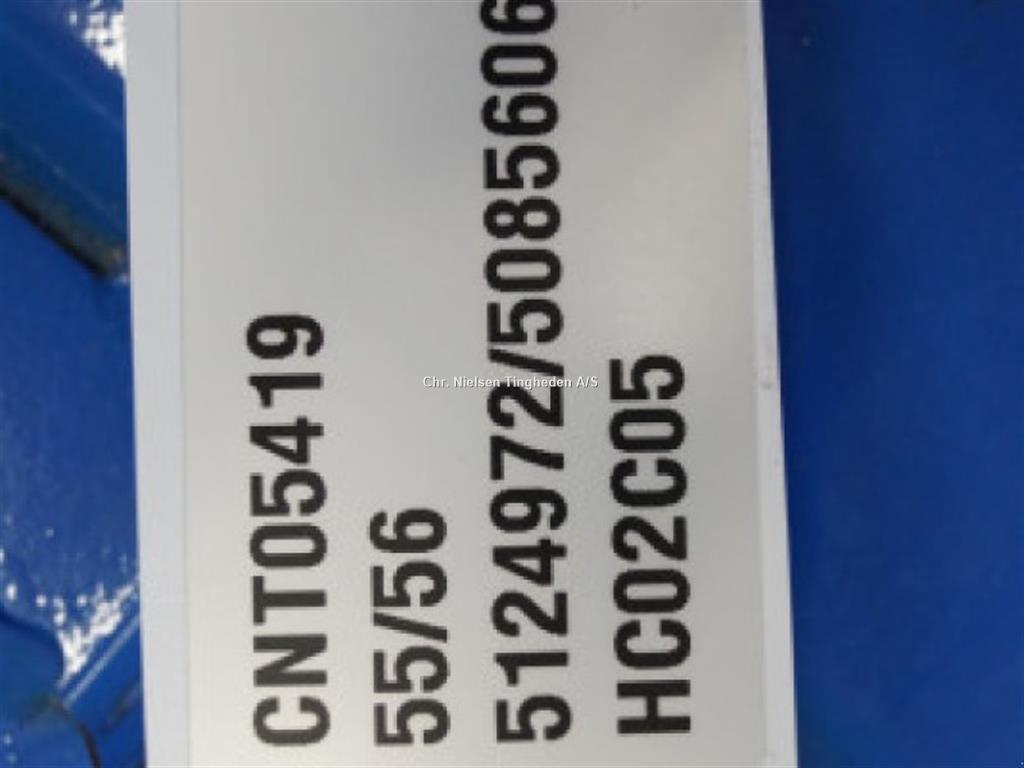 CNT05419
55/56
5124972/5085606
HC02C05
Chr. Nielsen Tingheden A/S